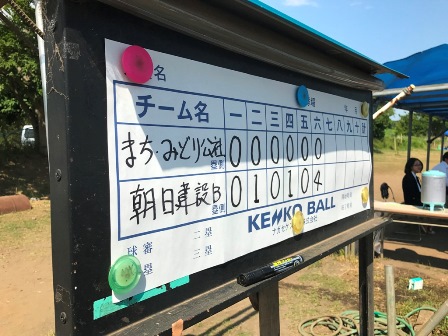 名
チーム名 一 二 三 四 五 六 七 八 九 十 計
まち・みどり公社 塁側 0 0 0 0 0 0
朝日建設B 塁側 0 1 0 1 0 4
KENKO BALL
ナガセケンコー株式会社
球審 二塁
塁 三